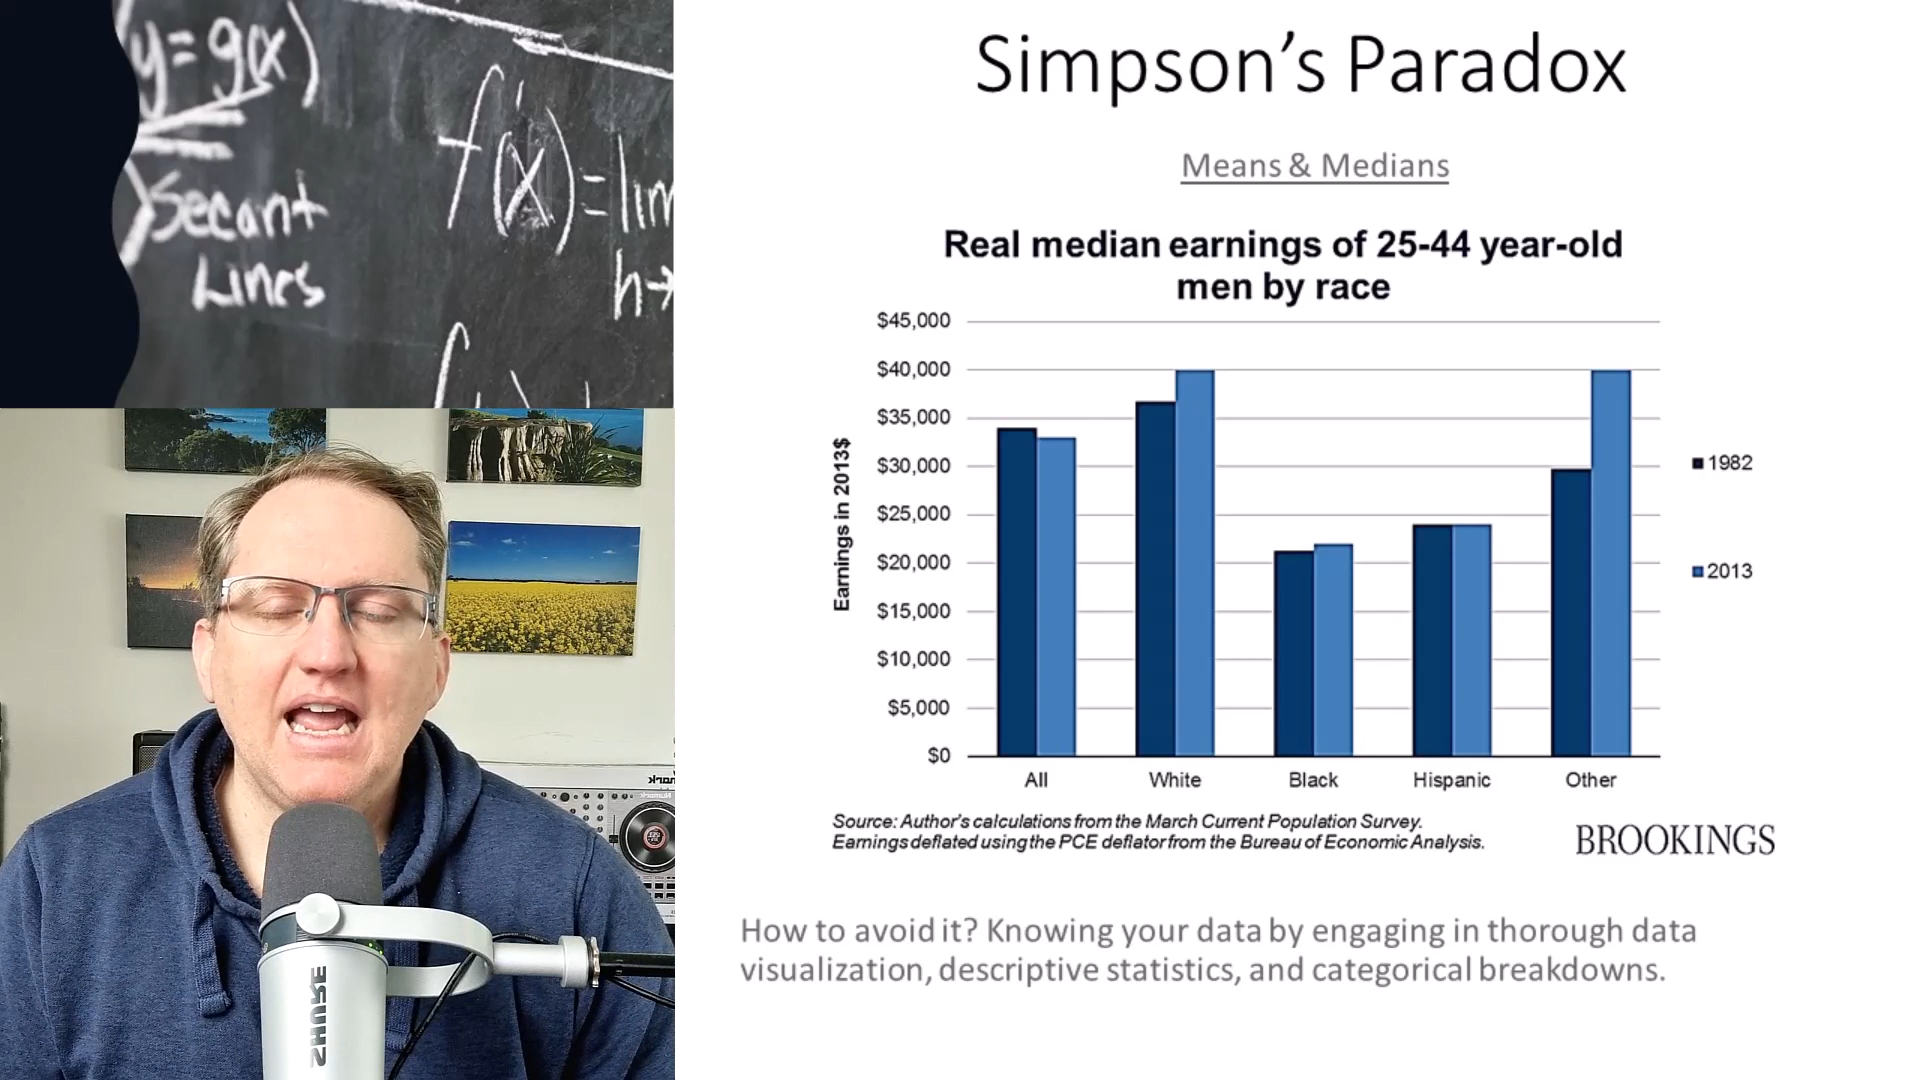 y=g(x)
Secant
Lines
f'(x)=lim
h→
SHURE
Simpson's Paradox
Means & Medians
Real median earnings of 25-44 year-old
men by race
Earnings in 2013$
$45,000
$40,000
$35,000
$30,000
$25,000
$20,000
$15,000
$10,000
$5,000
$0
All White Black Hispanic Other
1982
2013
Source: Author's calculations from the March Current Population Survey.
Earnings deflated using the PCE deflator from the Bureau of Economic Analysis.
BROOKINGS
How to avoid it? Knowing your data by engaging in thorough data
visualization, descriptive statistics, and categorical breakdowns.